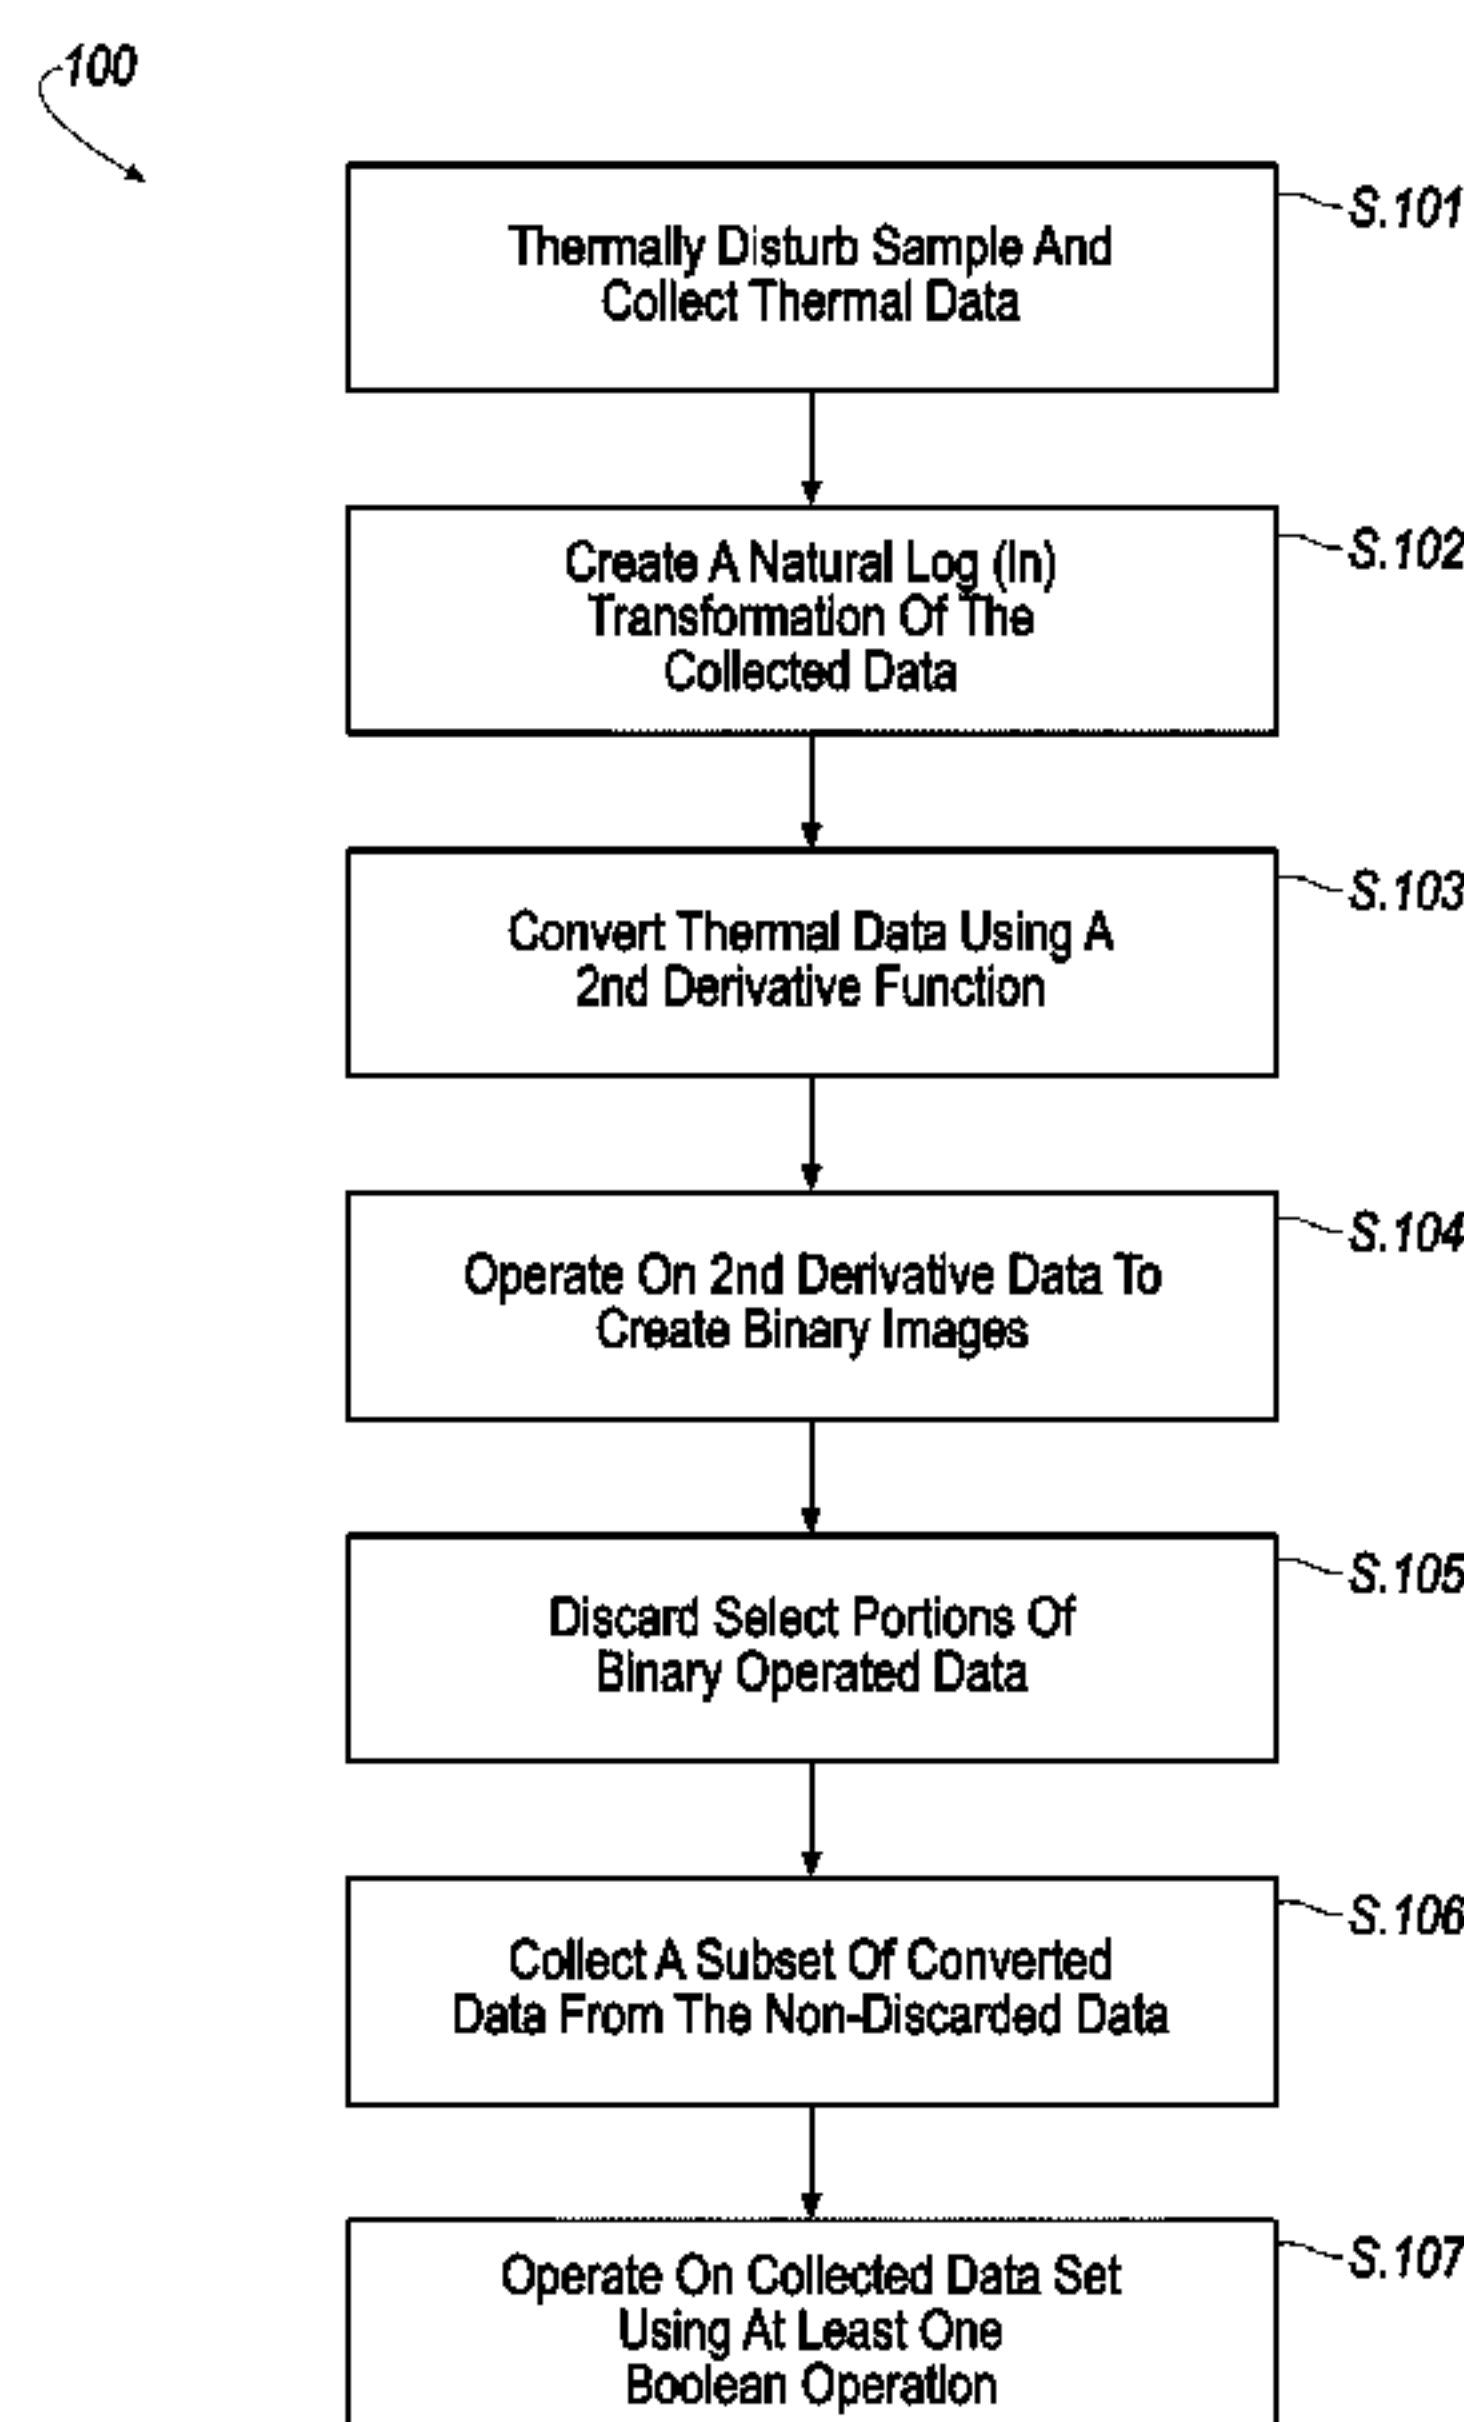 100
S.101
Thermally Disturb Sample And
Collect Thermal Data
S.102
Create A Natural Log (ln)
Transformation Of The
Collected Data
S.103
Convert Thermal Data Using A
2nd Derivative Function
S.104
Operate On 2nd Derivative Data To
Create Binary Images
S.105
Discard Select Portions Of
Binary Operated Data
S.106
Collect A Subset Of Converted
Data From The Non-Discarded Data
S.107
Operate On Collected Data Set
Using At Least One
Boolean Operation